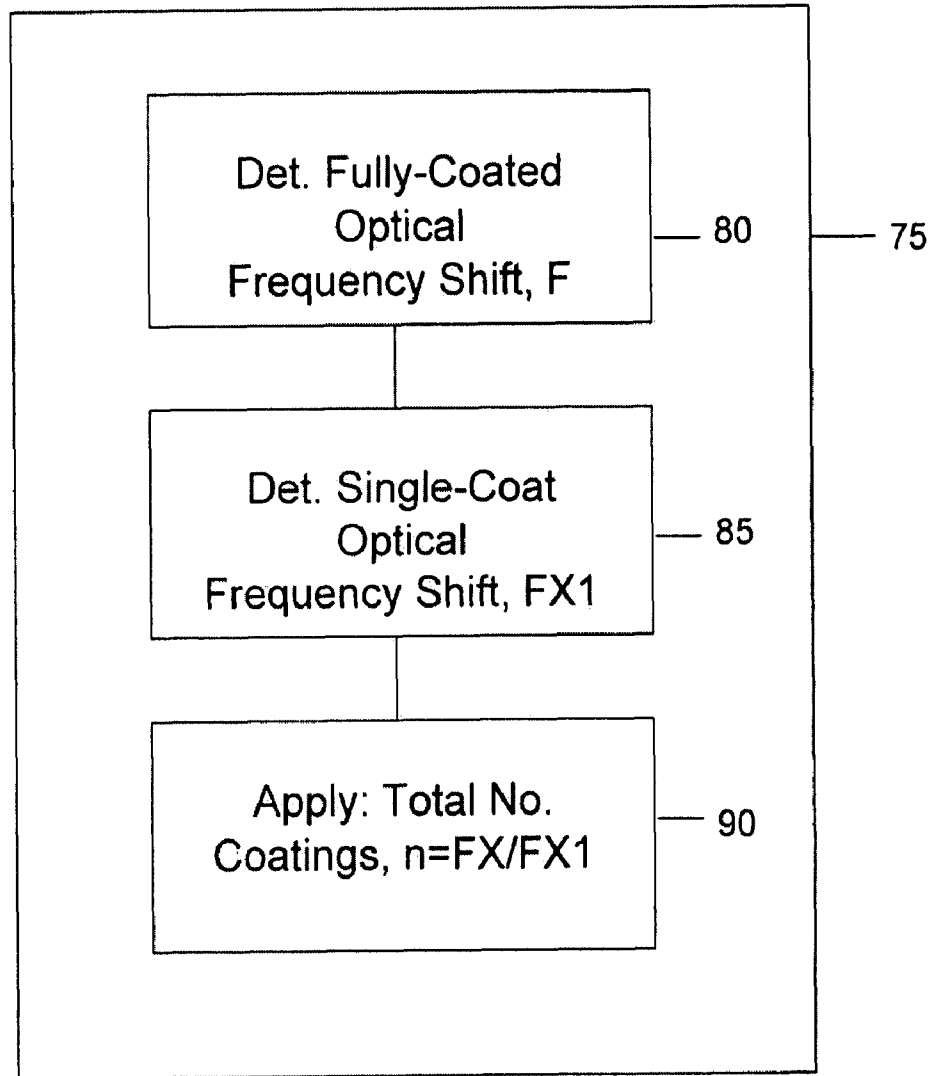 Det. Fully-Coated
Optical
Frequency Shift, F
80
75
Det. Single-Coat
Optical
Frequency Shift, FX1
85
Apply: Total No.
Coatings, n=FX/FX1
90